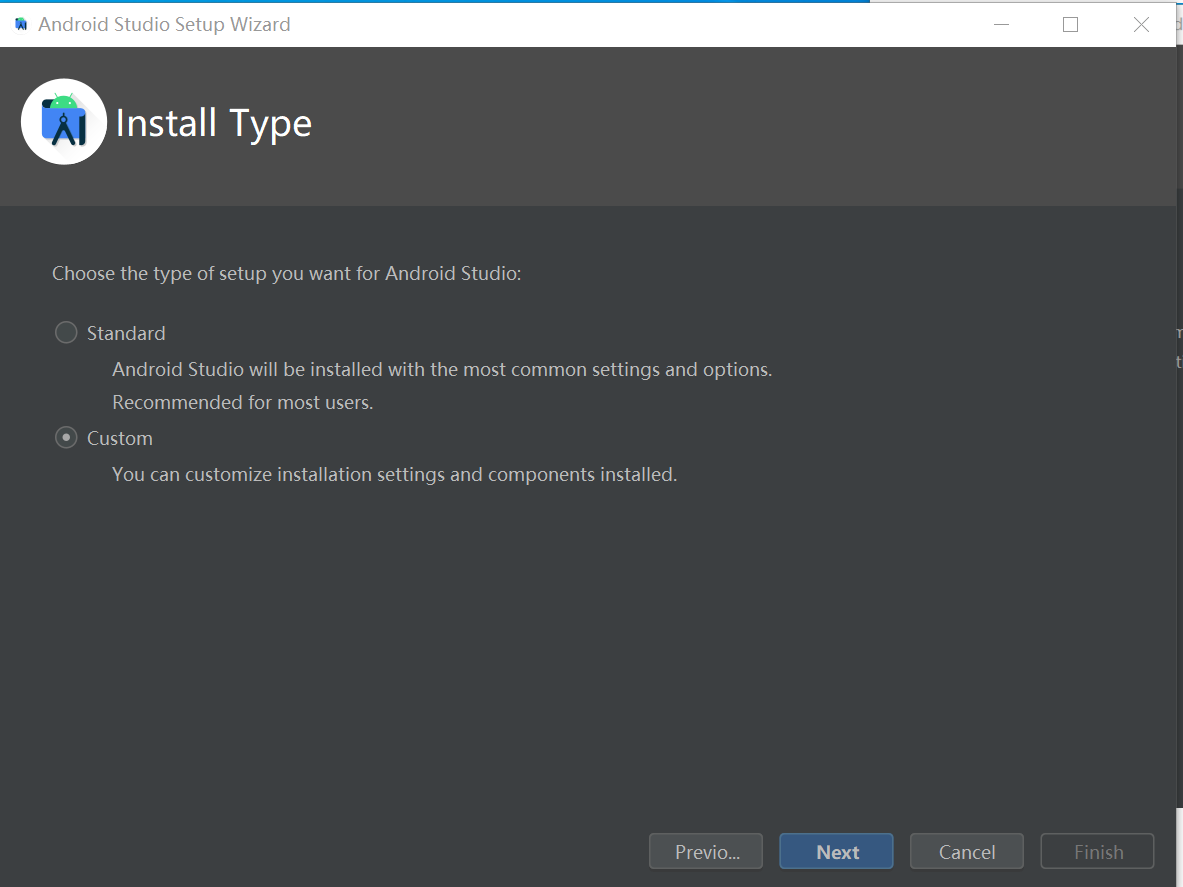 Android Studio Setup Wizard
Install Type
Choose the type of setup you want for Android Studio:
Standard
Android Studio will be installed with the most common settings and options.
Recommended for most users.
Custom
You can customize installation settings and components installed.
Previo...
Next
Cancel
Finish